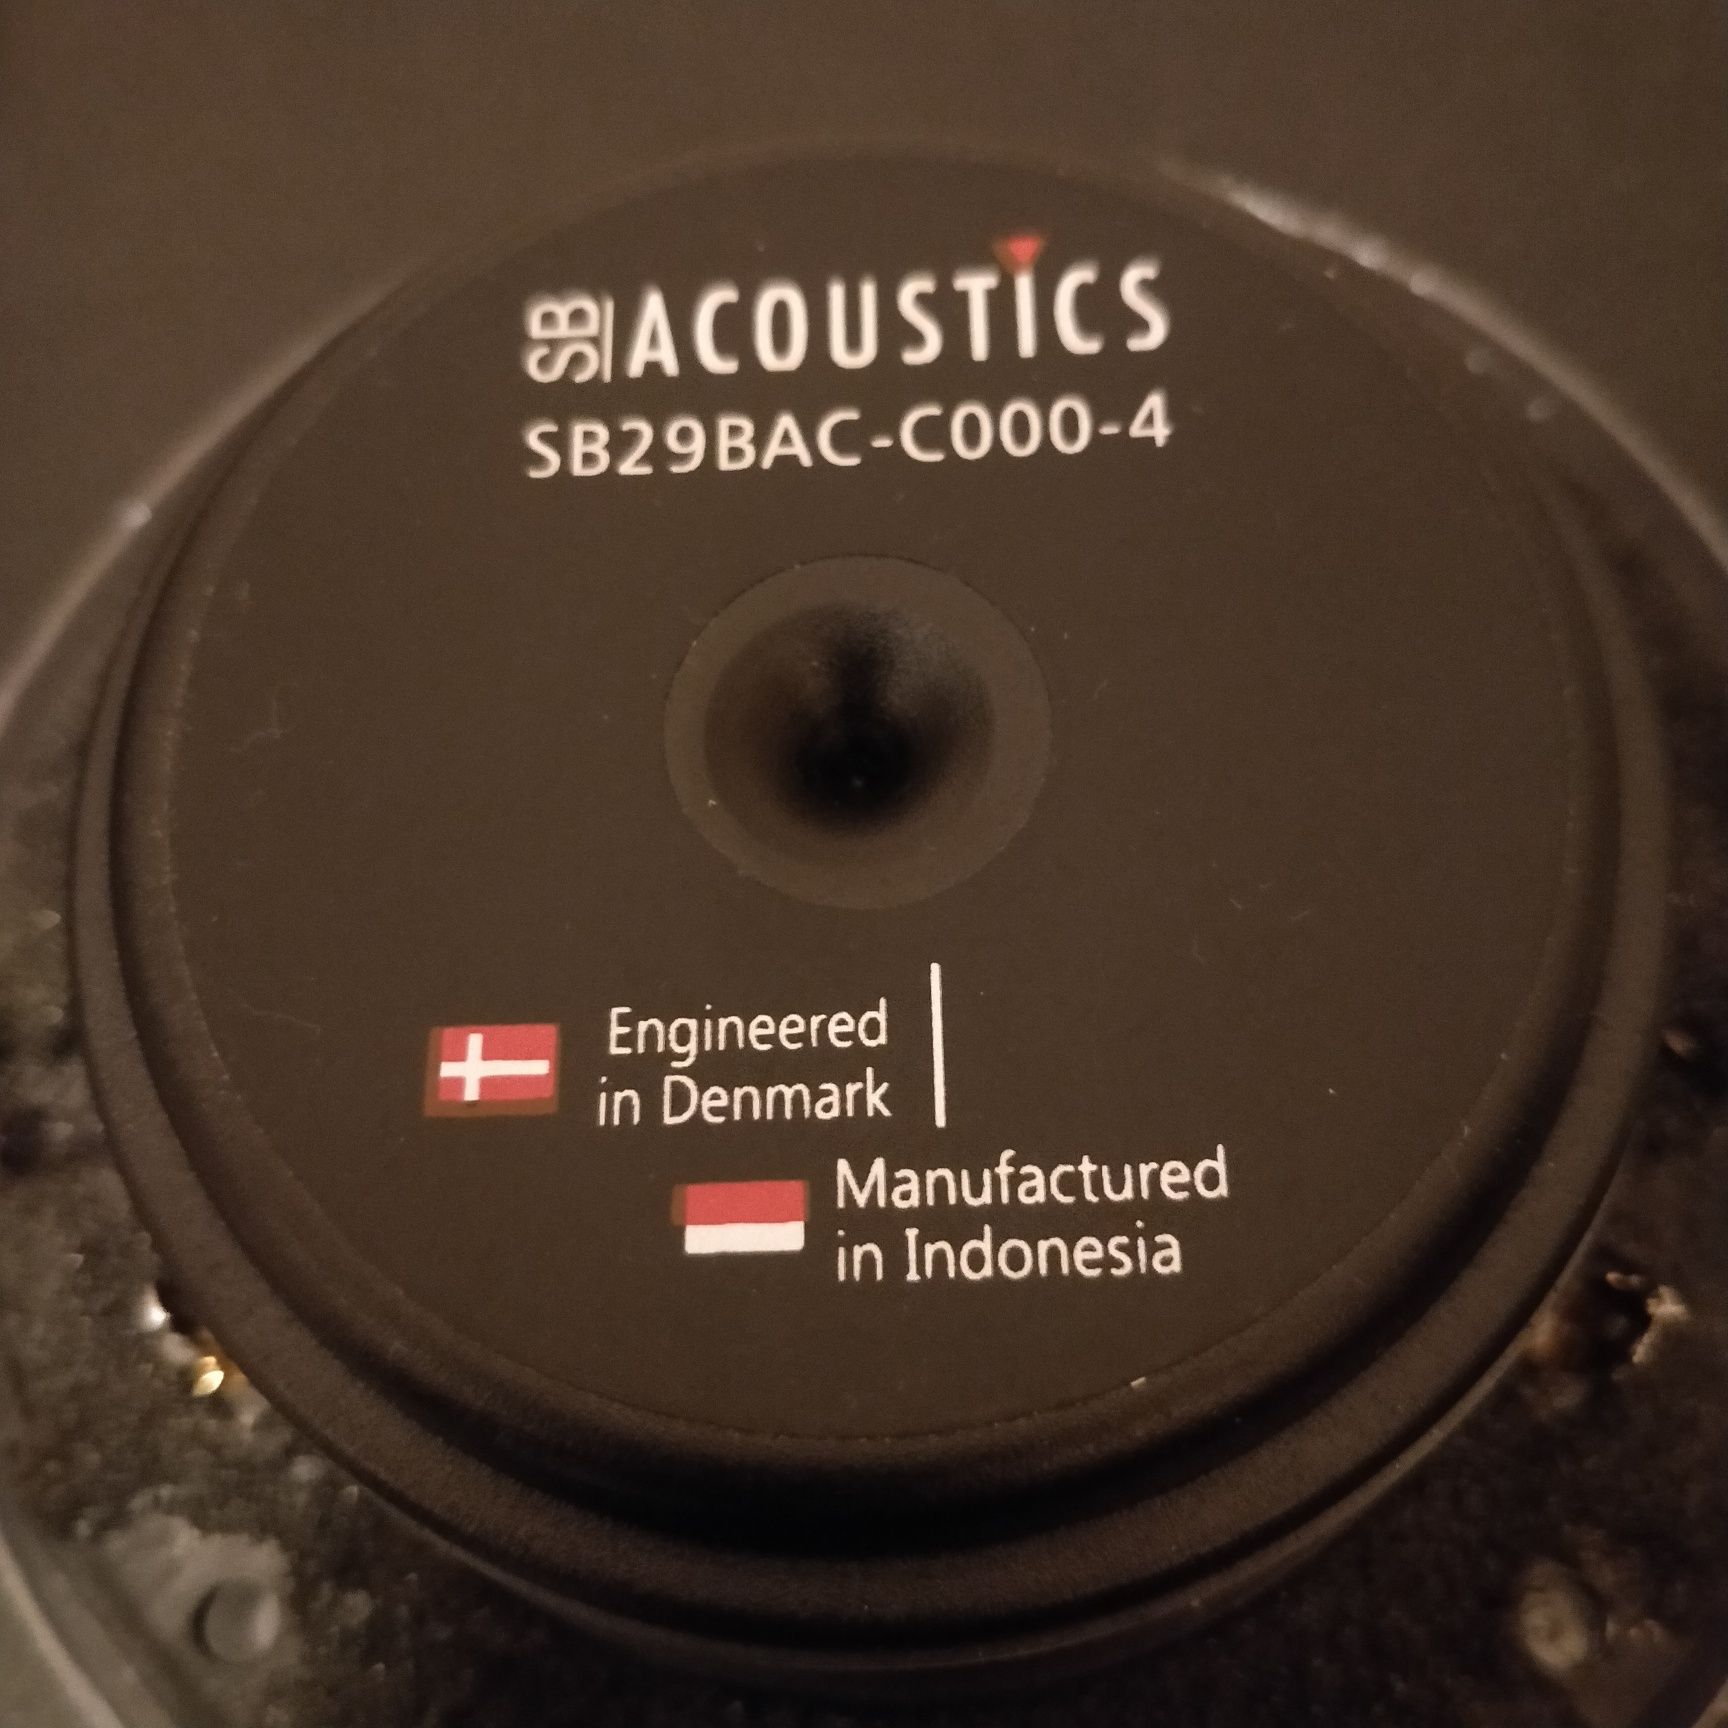 SB ACOUSTICS
SB29BAC-C000-4
Engineered
in Denmark
Manufactured
in Indonesia